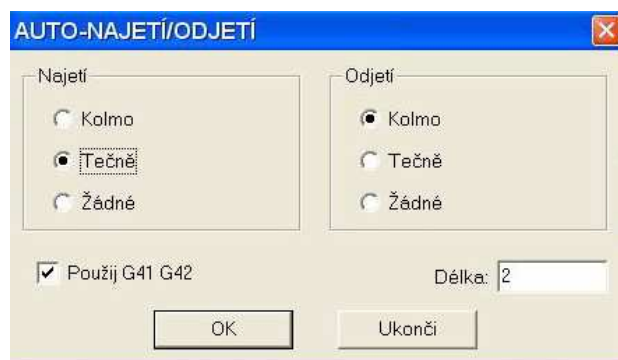 AUTO-NAJETÍ/ODJETÍ
Najetí
Odjetí
Kolmo
Kolmo
Tečně
Tečně
Žádné
Žádné
Použij G41 G42
Délka: 2
OK
Ukonči